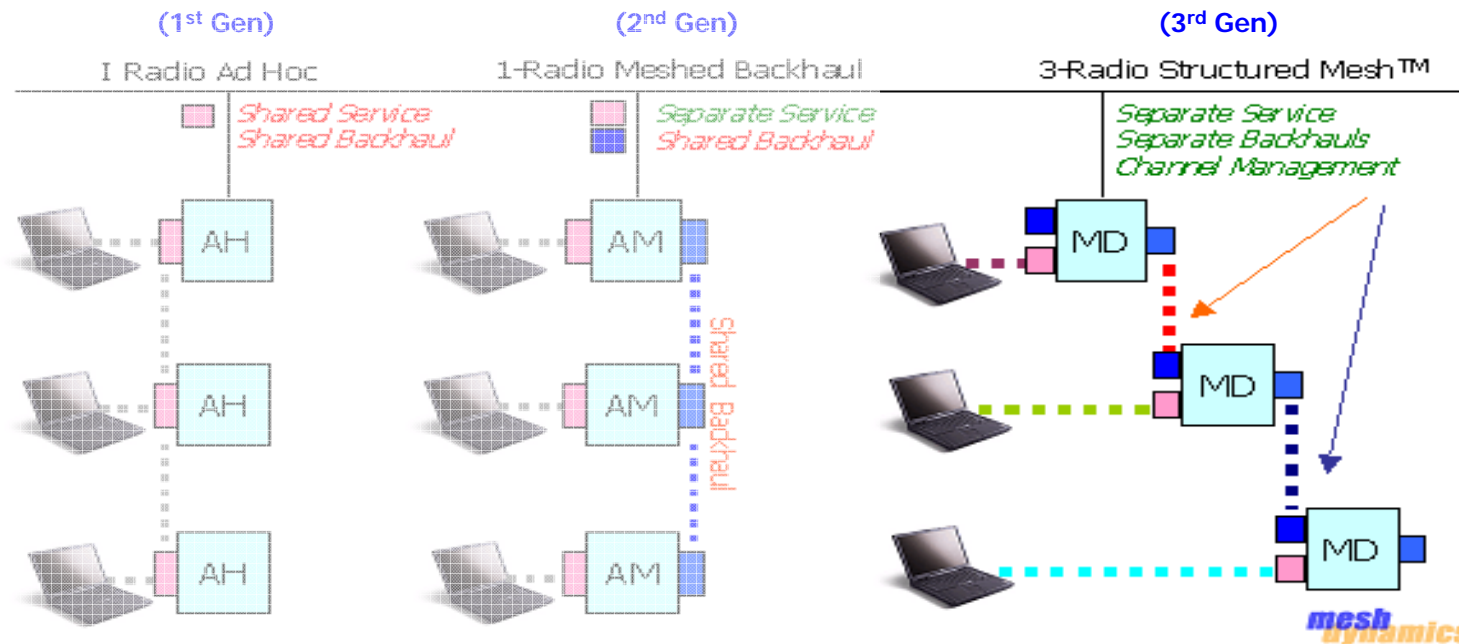 (1st Gen)
(2nd Gen)
(3rd Gen)
I Radio Ad Hoc
1-Radio Meshed Backhaul
3-Radio Structured Mesh™
Shared Service
Shared Backhaul
Separate Service
Shared Backhaul
Separate Service
Separate Backhauls
Channel Management
AH
AM
MD
Shared Backhaul
AH
AM
MD
AH
AM
MD
mesh
dynamics